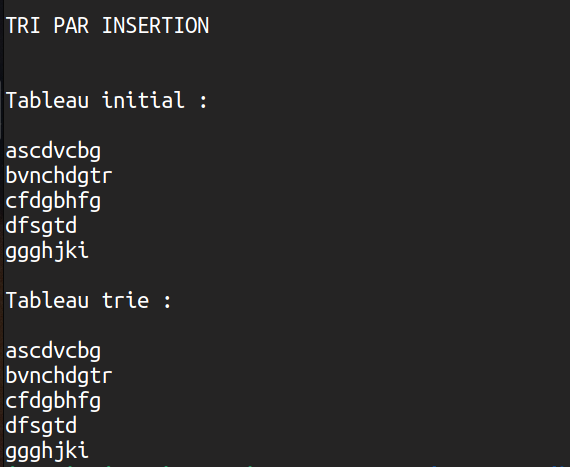 TRI PAR INSERTION
Tableau initial :
ascdvcbg
bvnchdgtr
cfdgbhfg
dfsgtd
ggghjki
Tableau trie :
ascdvcbg
bvnchdgtr
cfdgbhfg
dfsgtd
ggghjki